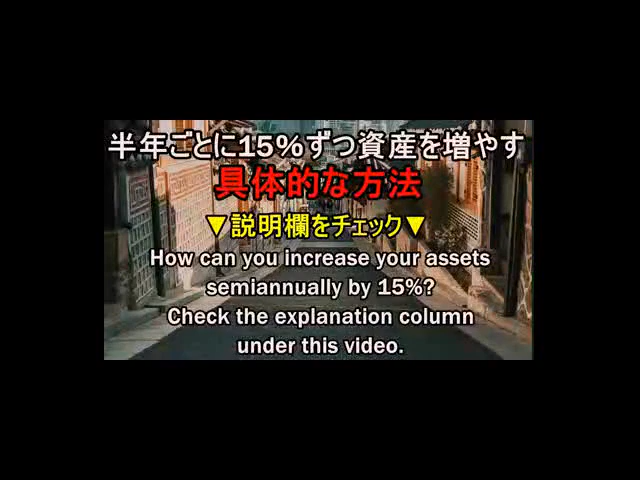 半年ごとに15%ずつ資産を増やす
具体的な方法
▼説明欄をチェック▼
How can you increase your assets
semiannually by 15%?
Check the explanation column
under this video.